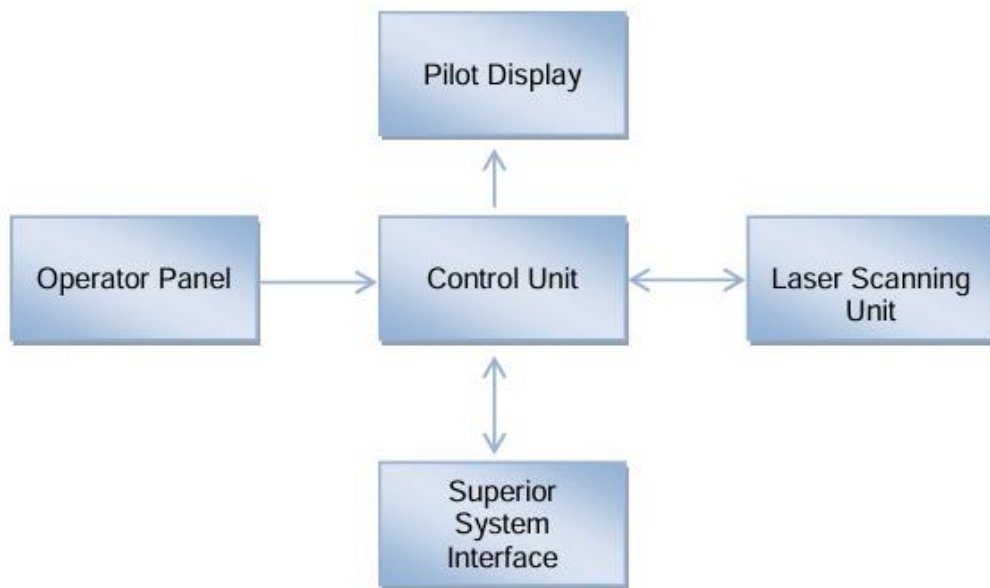 Pilot Display
Operator Panel
Control Unit
Laser Scanning
Unit
Superior
System
Interface